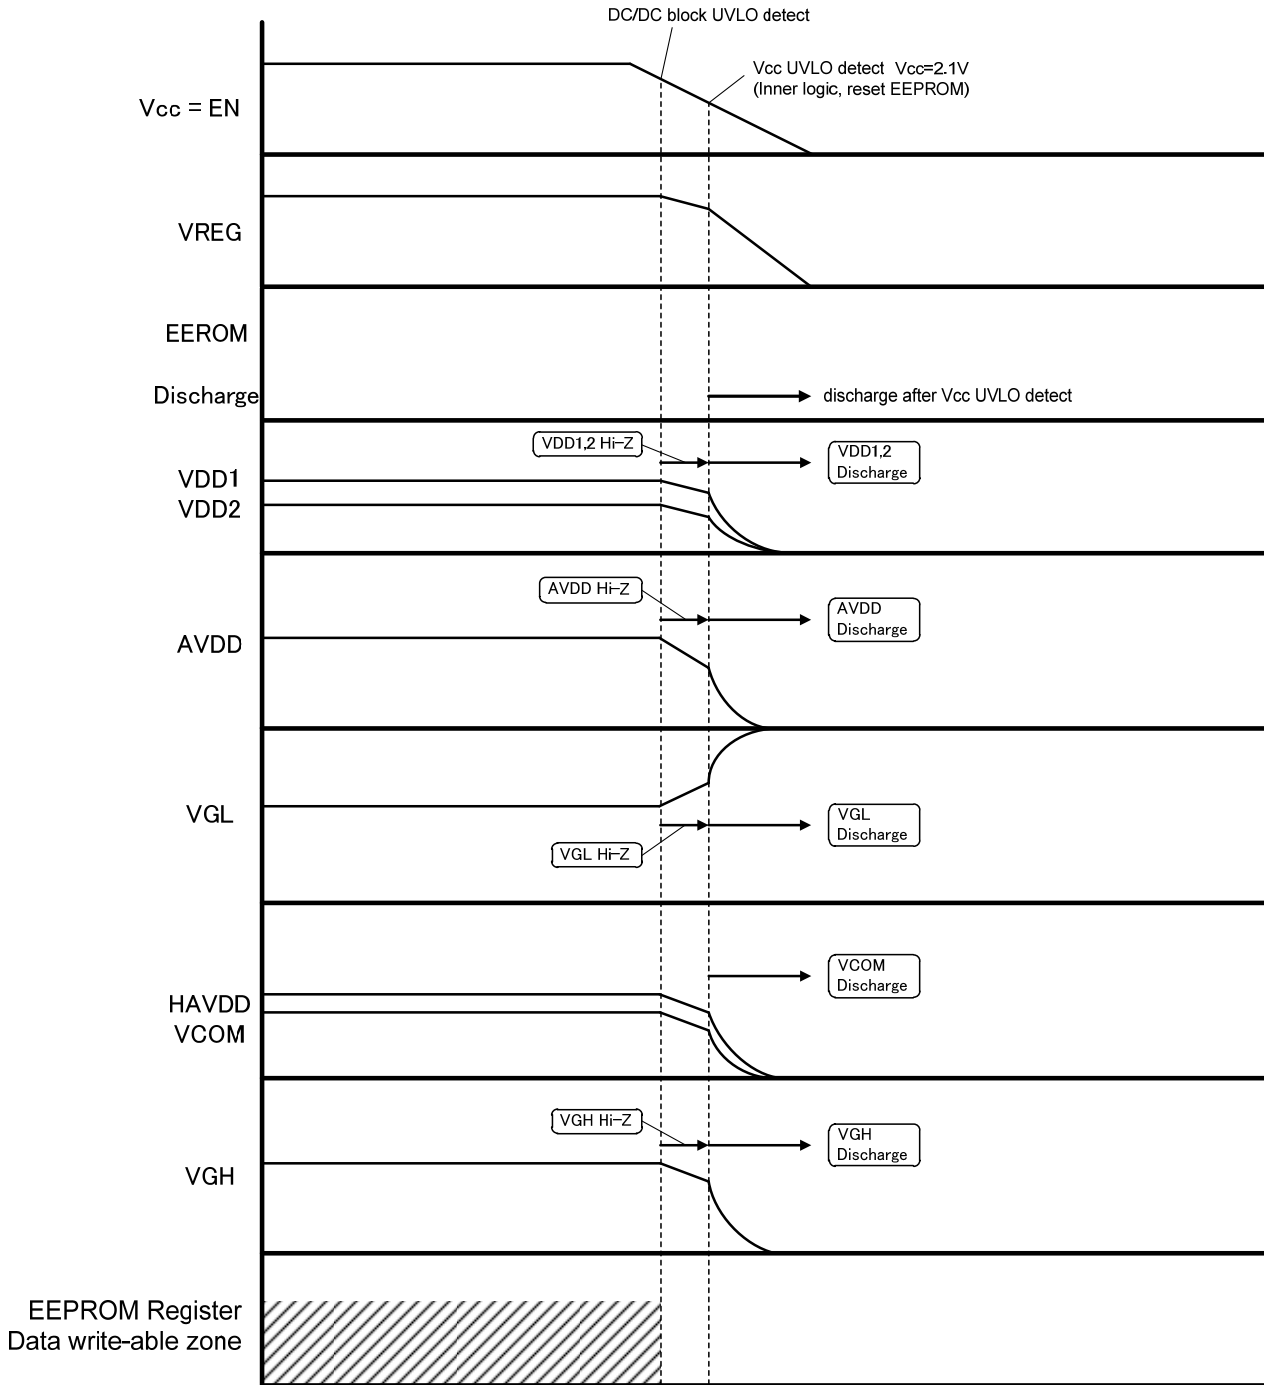 DC/DC block UVLO detect
Vcc UVLO detect Vcc=2.1V
(Inner logic, reset EEPROM)
Vcc = EN
VREG
EEROM
Discharge
discharge after Vcc UVLO detect
VDD1,2 Hi-Z
VDD1,2
Discharge
VDD1
VDD2
AVDD Hi-Z
AVDD
Discharge
AVDD
VGL
VGL
Discharge
VGL Hi-Z
VCOM
Discharge
HAVDD
VCOM
VGH Hi-Z
VGH
Discharge
VGH
EEPROM Register
Data write-able zone